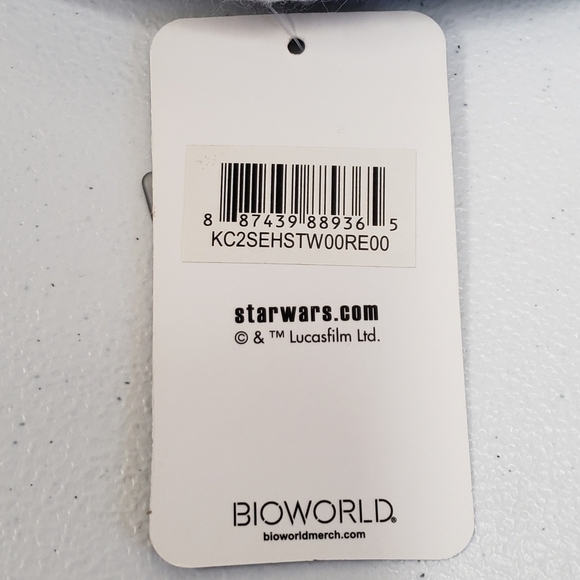 8 87439 88936 5
KC2SEHSTW00RE00
starwars.com
© & ™ Lucasfilm Ltd.
BIOWORLD®
bioworldmerch.com